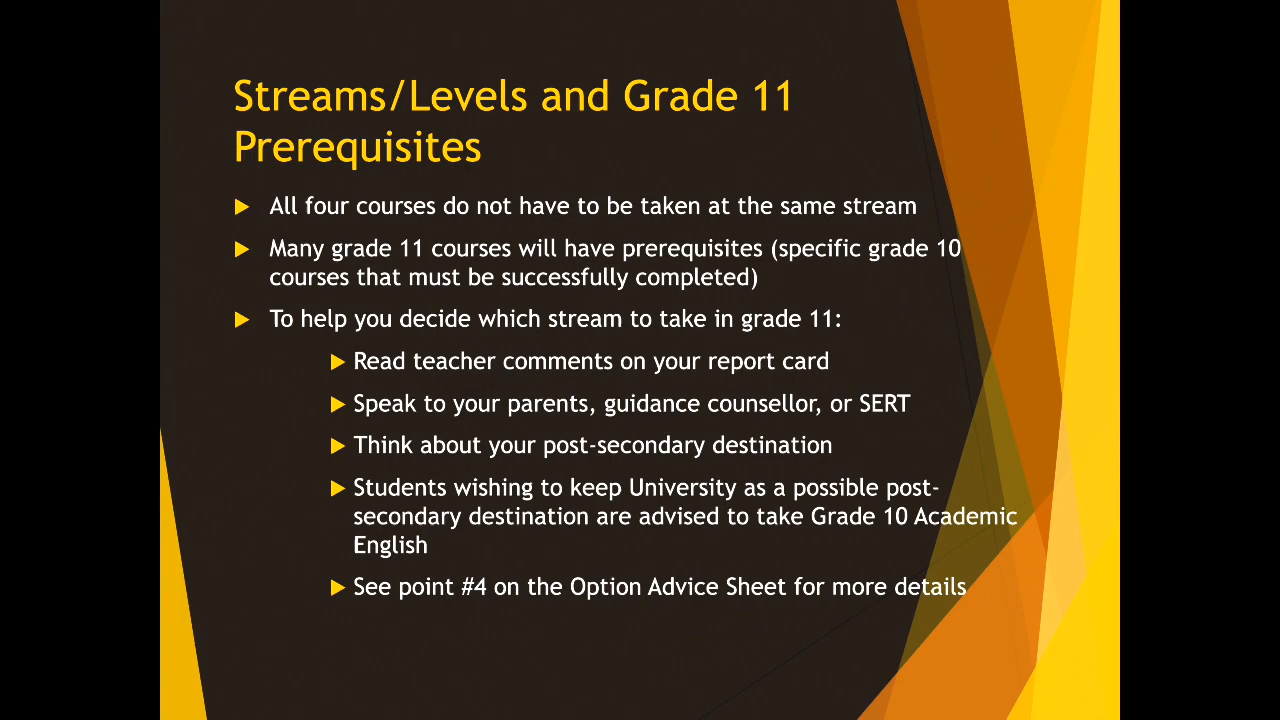 Streams/Levels and Grade 11
Prerequisites
All four courses do not have to be taken at the same stream
Many grade 11 courses will have prerequisites (specific grade 10
courses that must be successfully completed)
To help you decide which stream to take in grade 11:
Read teacher comments on your report card
Speak to your parents, guidance counsellor, or SERT
Think about your post-secondary destination
Students wishing to keep University as a possible post-
secondary destination are advised to take Grade 10 Academic
English
See point #4 on the Option Advice Sheet for more details